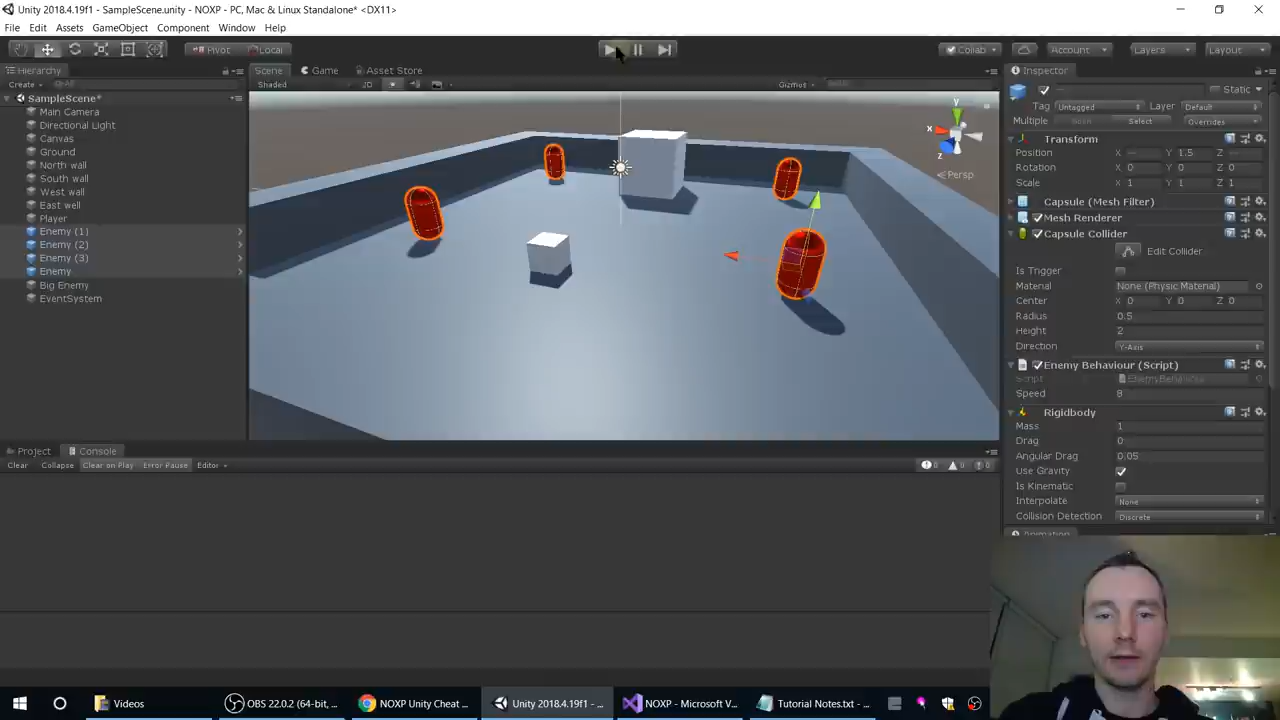 Unity 2018.4.19f1 - SampleScene.unity - NOXP - PC, Mac & Linux Standalone* <DX11>
File Edit Assets GameObject Component Window Help
Pivot Local Collab Account Layers Layout
Hierarchy Scene Game Asset Store Inspector
Create All Shaded 2D Gizmos All Static
SampleScene*
Main Camera
Directional Light
Canvas
Ground
North wall
South wall
West wall
East wall
Player
Enemy (1)
Enemy (2)
Enemy (3)
Enemy
Big Enemy
EventSystem
y
x
z
Persp
Tag Untagged Layer Default
Multiple Select Overrides
Transform
Position X — Y 1.5 Z —
Rotation X 0 Y 0 Z 0
Scale X 1 Y 1 Z 1
Capsule (Mesh Filter)
Mesh Renderer
Capsule Collider
Edit Collider
Is Trigger
Material None (Physic Material)
Center X 0 Y 0 Z 0
Radius 0.5
Height 2
Direction Y-Axis
Enemy Behaviour (Script)
Script EnemyBehaviour
Speed 8
Rigidbody
Mass 1
Drag 0
Angular Drag 0.05
Use Gravity
Is Kinematic
Interpolate None
Collision Detection Discrete
Animation
Project Console
Clear Collapse Clear on Play Error Pause Editor 0 0 0
Videos OBS 22.0.2 (64-bit, ... NOXP Unity Cheat ... Unity 2018.4.19f1 - ... NOXP - Microsoft V... Tutorial Notes.txt - ...